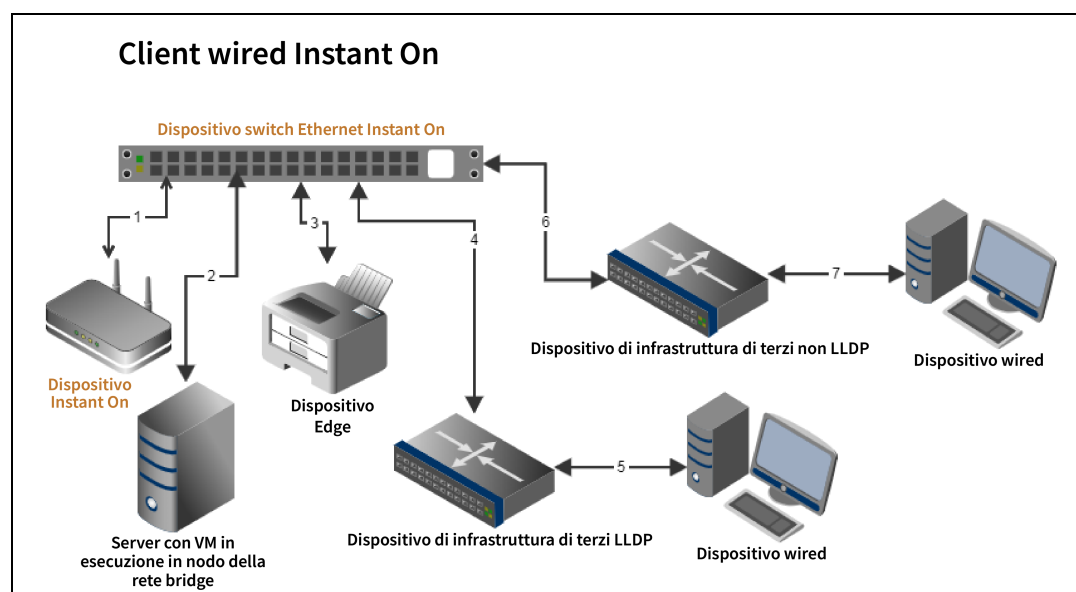 Client wired Instant On
Dispositivo switch Ethernet Instant On
1
2
3
4
6
7
Dispositivo
Instant On
Dispositivo
Edge
Dispositivo di infrastruttura di terzi non LLDP
Dispositivo wired
5
Server con VM in
esecuzione in nodo della
rete bridge
Dispositivo di infrastruttura di terzi LLDP
Dispositivo wired